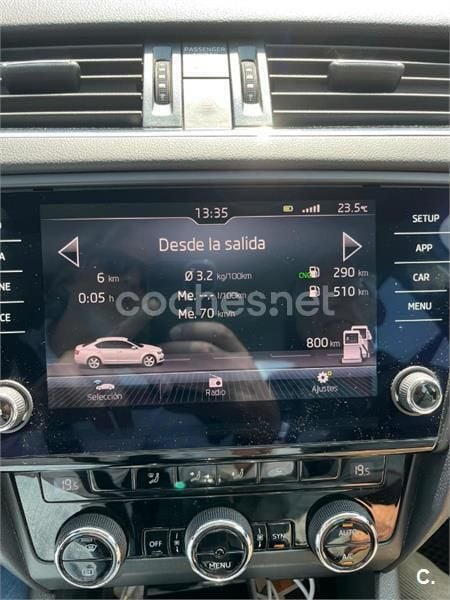 PASSENGER
13:35
23.5°C
SETUP
Desde la salida
APP
6 km
Ø 3.2 kg/100km
CNG 290 km
CAR
0:05 h
Me. --.- l/100km
510 km
MENU
Me. 70 km/h
coches.net
800 km
Selección
Radio
Ajustes
19.5
19.5
OFF
SYNC
AUTO
MENU
A/C
C.